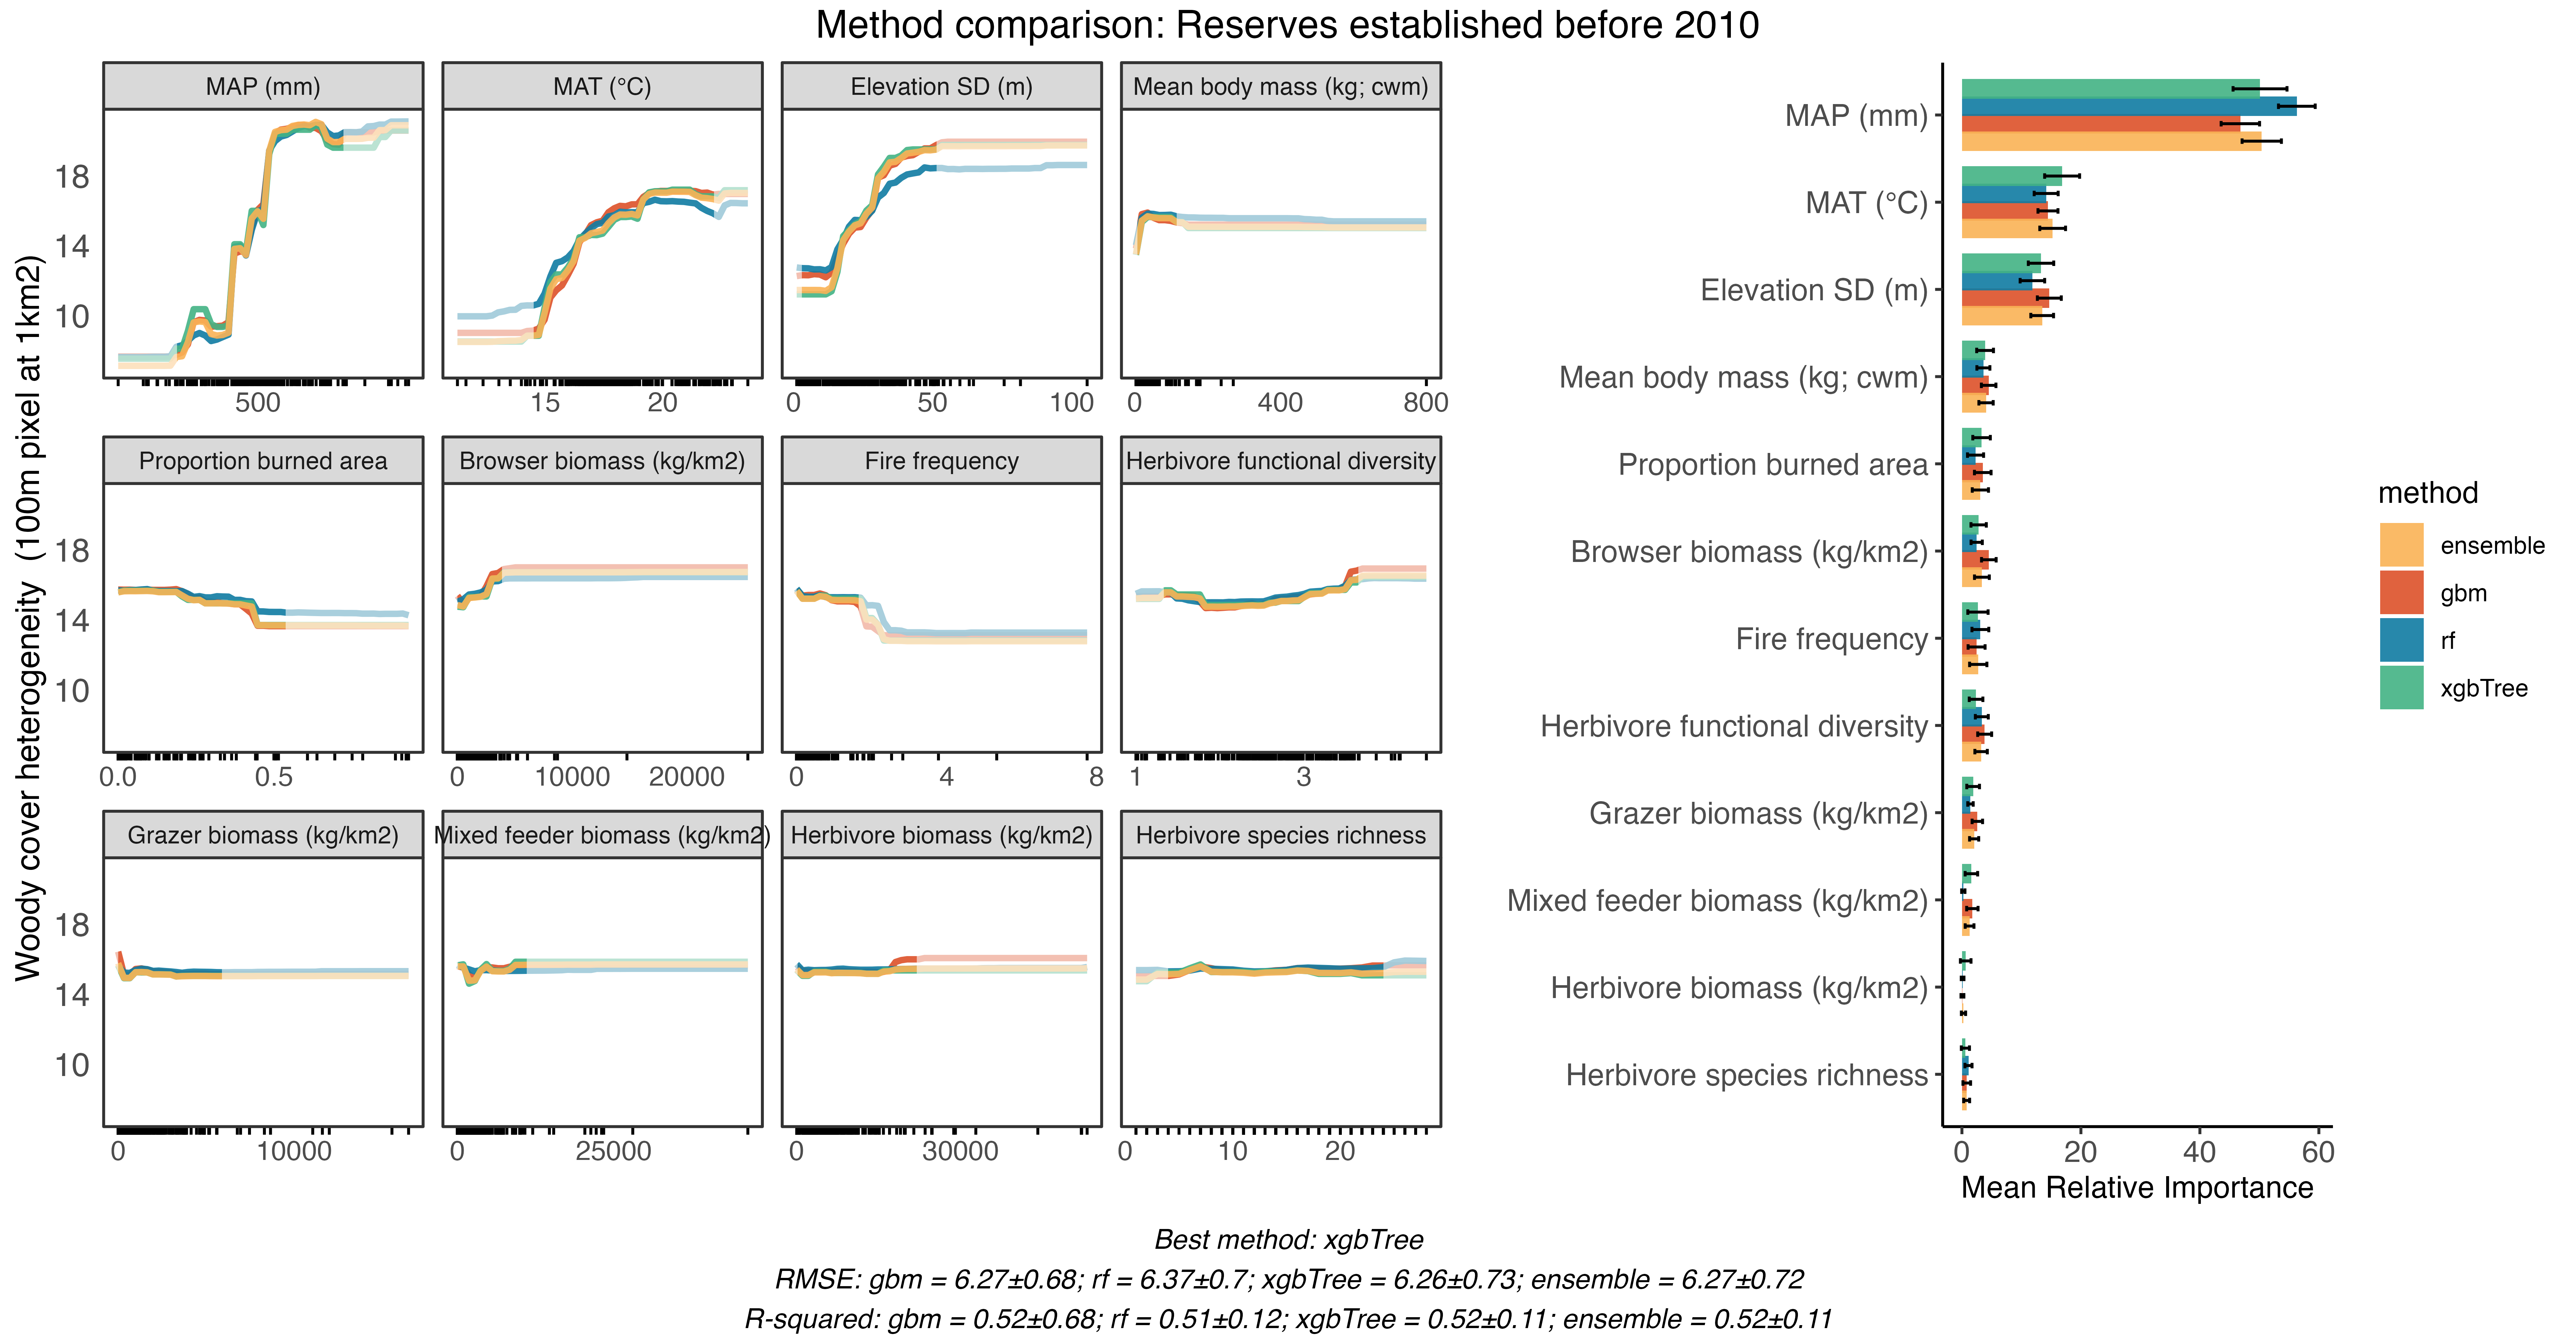 Method comparison: Reserves established before 2010
Woody cover heterogeneity (100m pixel at 1km2)
MAP (mm)
MAT (°C)
Elevation SD (m)
Mean body mass (kg; cwm)
18
14
10
500
15 20
0 50 100
0 400 800
Proportion burned area
Browser biomass (kg/km2)
Fire frequency
Herbivore functional diversity
18
14
10
0.0 0.5
0 10000 20000
0 4 8
1 3
Grazer biomass (kg/km2)
Mixed feeder biomass (kg/km2)
Herbivore biomass (kg/km2)
Herbivore species richness
18
14
10
0 10000
0 25000
0 30000
0 10 20
MAP (mm)
MAT (°C)
Elevation SD (m)
Mean body mass (kg; cwm)
Proportion burned area
Browser biomass (kg/km2)
Fire frequency
Herbivore functional diversity
Grazer biomass (kg/km2)
Mixed feeder biomass (kg/km2)
Herbivore biomass (kg/km2)
Herbivore species richness
0 20 40 60
Mean Relative Importance
method
ensemble
gbm
rf
xgbTree
Best method: xgbTree
RMSE: gbm = 6.27±0.68; rf = 6.37±0.7; xgbTree = 6.26±0.73; ensemble = 6.27±0.72
R-squared: gbm = 0.52±0.68; rf = 0.51±0.12; xgbTree = 0.52±0.11; ensemble = 0.52±0.11